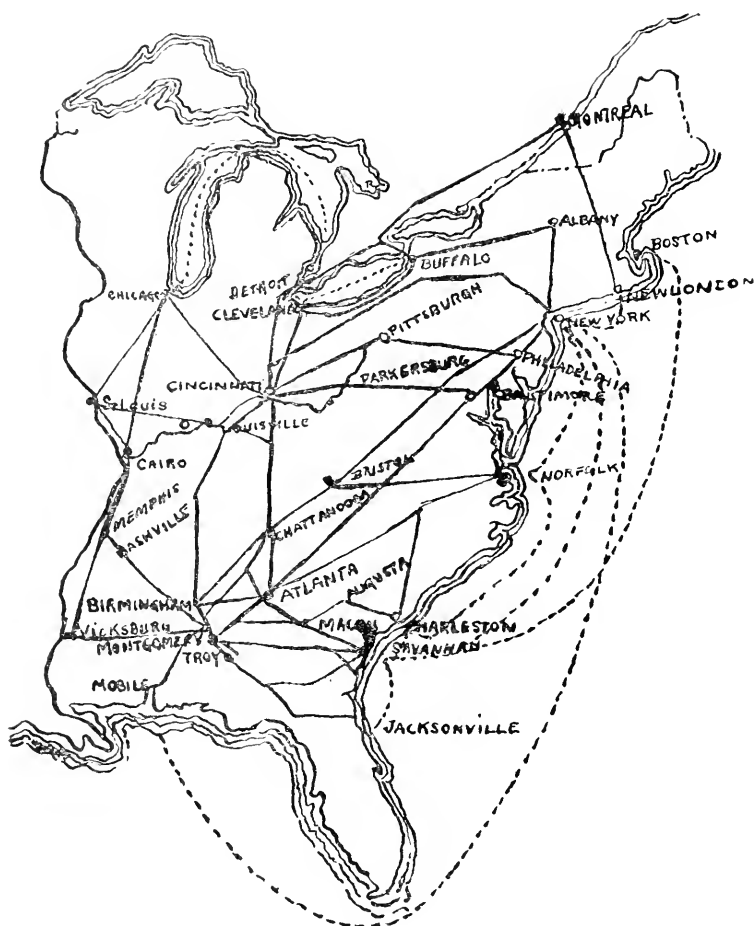 MONTREAL
ALBANY
BOSTON
BUFFALO
NEW LONION
DETROIT
CHICAGO
CLEVELAND
NEW YORK
PITTSBURGH
PHILADELPHIA
CINCINNATI
PARKERSBURG
BALTIMORE
ST LOUIS
LOUISVILLE
CAIRO
BRISTOL
NORFOLK
MEMPHIS
NASHVILLE
CHATTANOOGA
ATLANTA
AUGUSTA
BIRMINGHAM
MACON
CHARLESTON
VICKSBURG
MONTGOMERY
SAVANNAH
TROY
MOBILE
JACKSONVILLE